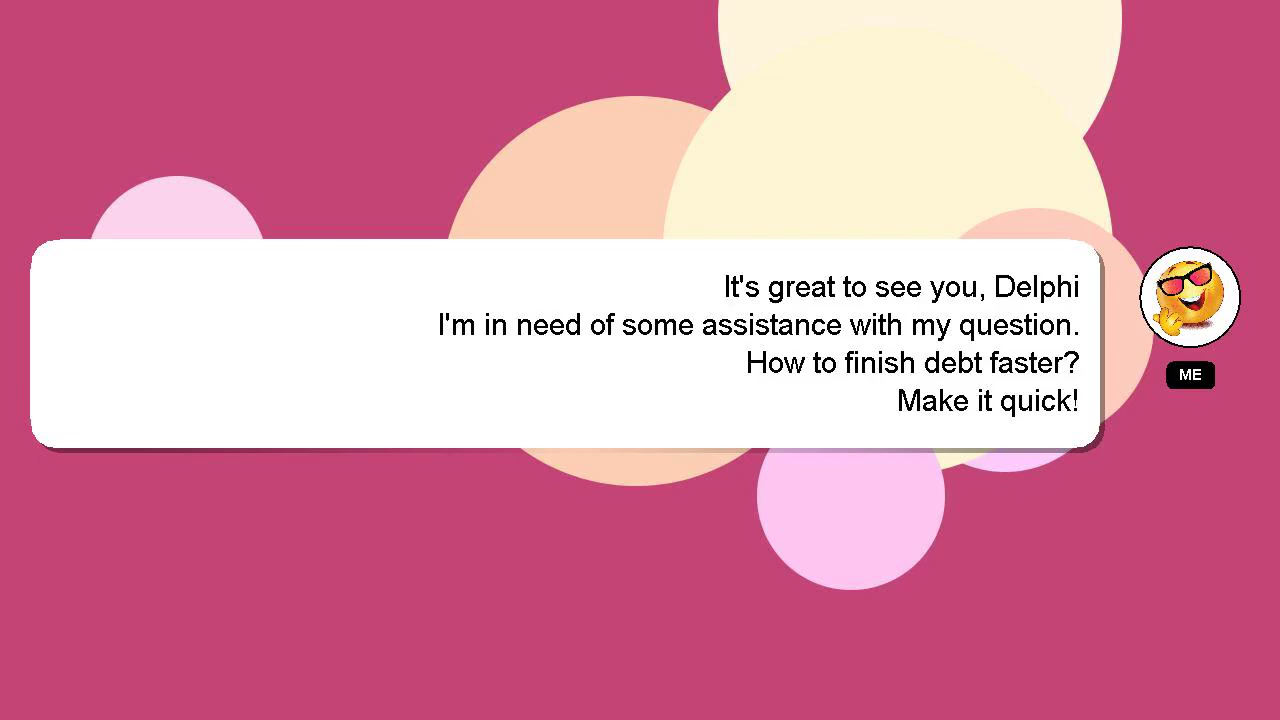 It's great to see you, Delphi
I'm in need of some assistance with my question.
How to finish debt faster?
Make it quick!
ME